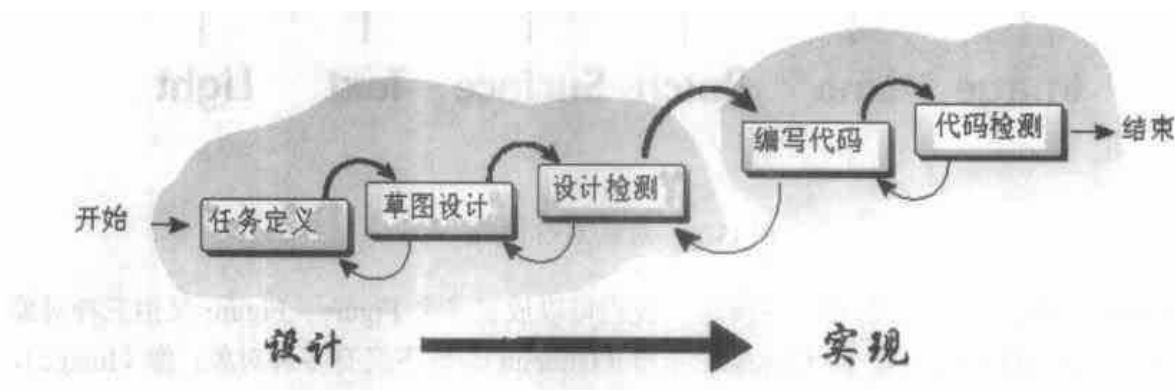 开始
任务定义
草图设计
设计检测
编写代码
代码检测
结束
设计
实现